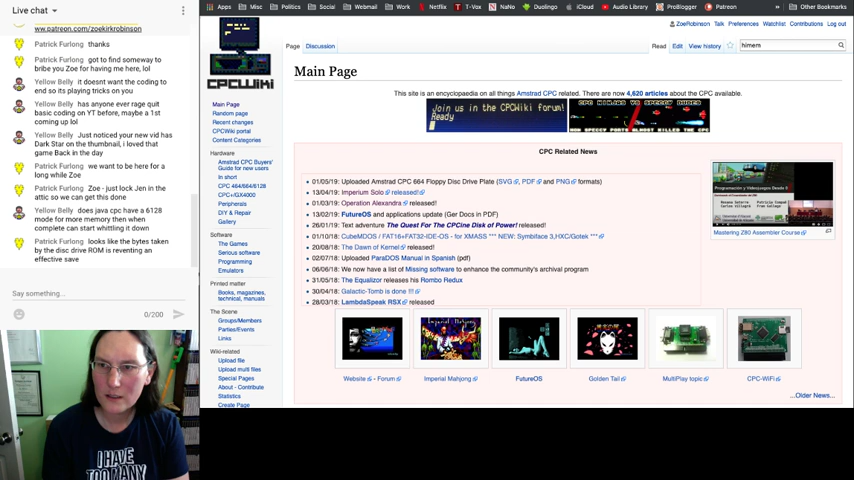 Live chat
ww.patreon.com/zoekirkrobinson
Patrick Furlong thanks
Patrick Furlong got to find someway to
bribe you Zoe for having me here, lol
Yellow Belly it doesnt want the coding to
end so its playing tricks on you
Yellow Belly has anyone ever rage quit
basic coding on YT before, maybe a 1st
coming up lol
Yellow Belly Just noticed your new vid has
Dark Star on the thumbnail, i loved that
game Back in the day
Patrick Furlong we want to be here for a
long while Zoe
Patrick Furlong Zoe - just lock Jen in the
attic so we can get this done
Yellow Belly does java cpc have a 6128
mode for more memory then when
complete can start whittling it down
Patrick Furlong looks like the bytes taken
by the disc drive ROM is reventing an
effective save
Say something...
0/200
I HAVE
TOO MANY
Apps Misc Politics Social Webmail Work Netflix T-Vox NaNo Duolingo iCloud Audio Library ProBlogger Patreon » Other Bookmarks
ZoeRobinson Talk Preferences Watchlist Contributions Log out
Page Discussion Read Edit View history himem
CPCWiki
Main Page
This site is an encyclopaedia on all things Amstrad CPC related. There are now 4,620 articles about the CPC available.
Join us in the CPCWiki forum!
Ready
CPC NINJAS VS SPECCY DUDES
CPC Related News
01/05/19: Uploaded Amstrad CPC 664 Floppy Disc Drive Plate (SVG, PDF and PNG formats)
13/04/19: Imperium Solo released!
01/03/19: Operation Alexandra released!
13/02/19: FutureOS and applications update (Ger Docs in PDF)
26/01/19: Text adventure The Quest For The CPCIne Disk of Power! released!
01/10/18: CubeMDOS / FAT16+FAT32-IDE-OS - for XMASS *** NEW: Symbiface 3,HXC/Gotek ***
20/08/18: The Dawn of Kernel released!
02/07/18: Uploaded ParaDOS Manual in Spanish (pdf)
06/06/18: We now have a list of Missing software to enhance the community's archival program
31/05/18: The Equalizor releases his Rombo Redux
30/04/18: Galactic-Tomb is done !!!
28/03/18: LambdaSpeak RSX released
Mastering Z80 Assembler Course
Website - Forum
Imperial Mahjong
FutureOS
Golden Tail
MultiPlay topic
CPC-WiFi
...Older News...
Main Page
Random page
Recent changes
CPCWiki portal
Content Categories
Hardware
Amstrad CPC Buyers'
Guide for newbies
In short
CPC 464/664/6128
CPC+/GX4000
Peripherals
DIY & Repair
Gallery
Software
The Games
Serious software
Programming
Emulators
Printed matter
Books, magazines,
technical, manuals
The Scene
Groups/Members
Parties/Events
Links
Wiki-related
Upload file
Upload multi files
Special Pages
About - Contribute
Statistics
Create Page